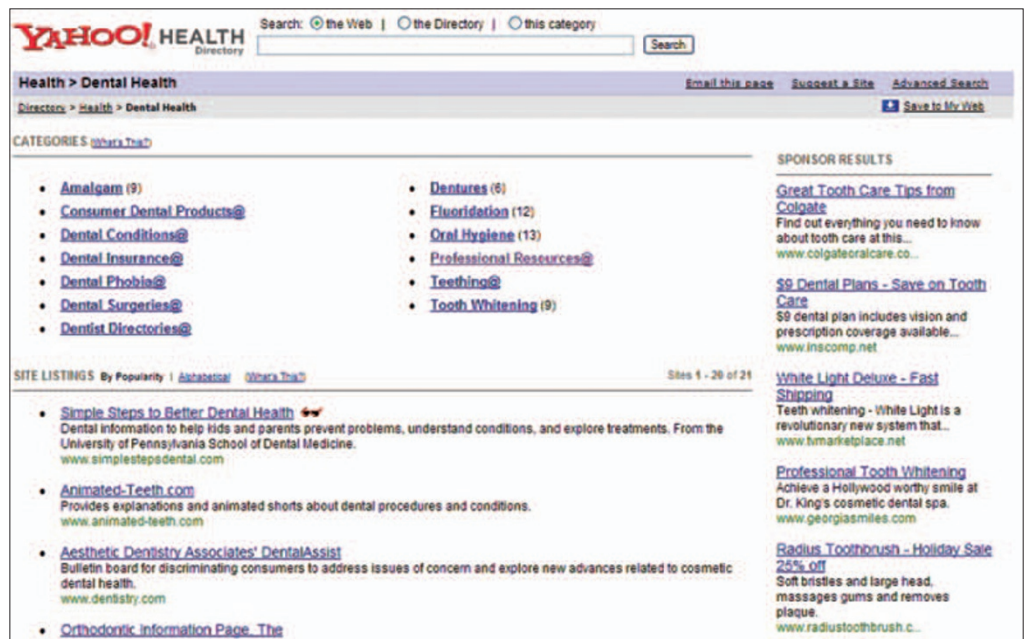 YAHOO! HEALTH
Directory
Search: the Web | the Directory | this category
Search
Health > Dental Health
Email this page Suggest a Site Advanced Search
Directory > Health > Dental Health
Save to My Web
CATEGORIES (What's This?)
Amalgam (9)
Consumer Dental Products@
Dental Conditions@
Dental Insurance@
Dental Phobia@
Dental Surgeries@
Dentist Directories@
Dentures (6)
Fluoridation (12)
Oral Hygiene (13)
Professional Resources@
Teething@
Tooth Whitening (9)
SITE LISTINGS By Popularity | Alphabetical (What's This?)
Sites 1 - 20 of 21
Simple Steps to Better Dental Health
Dental information to help kids and parents prevent problems, understand conditions, and explore treatments. From the
University of Pennsylvania School of Dental Medicine.
www.simplestepsdental.com
Animated-Teeth.com
Provides explanations and animated shorts about dental procedures and conditions.
www.animated-teeth.com
Aesthetic Dentistry Associates' DentalAssist
Bulletin board for discriminating consumers to address issues of concern and explore new advances related to cosmetic
dental health.
www.dentistry.com
Orthodontic Information Page, The
SPONSOR RESULTS
Great Tooth Care Tips from
Colgate
Find out everything you need to know
about tooth care at this...
www.colgateoralcare.co...
$9 Dental Plans - Save on Tooth
Care
$9 dental plan includes vision and
prescription coverage available...
www.inscomp.net
White Light Deluxe - Fast
Shipping
Teeth whitening - White Light is a
revolutionary new system that...
www.tvmarketplace.net
Professional Tooth Whitening
Achieve a Hollywood worthy smile at
Dr. King's cosmetic dental spa.
www.georgiasmiles.com
Radius Toothbrush - Holiday Sale
25% off
Soft bristles and large head,
massages gums and removes
plaque.
www.radiustoothbrush.c...